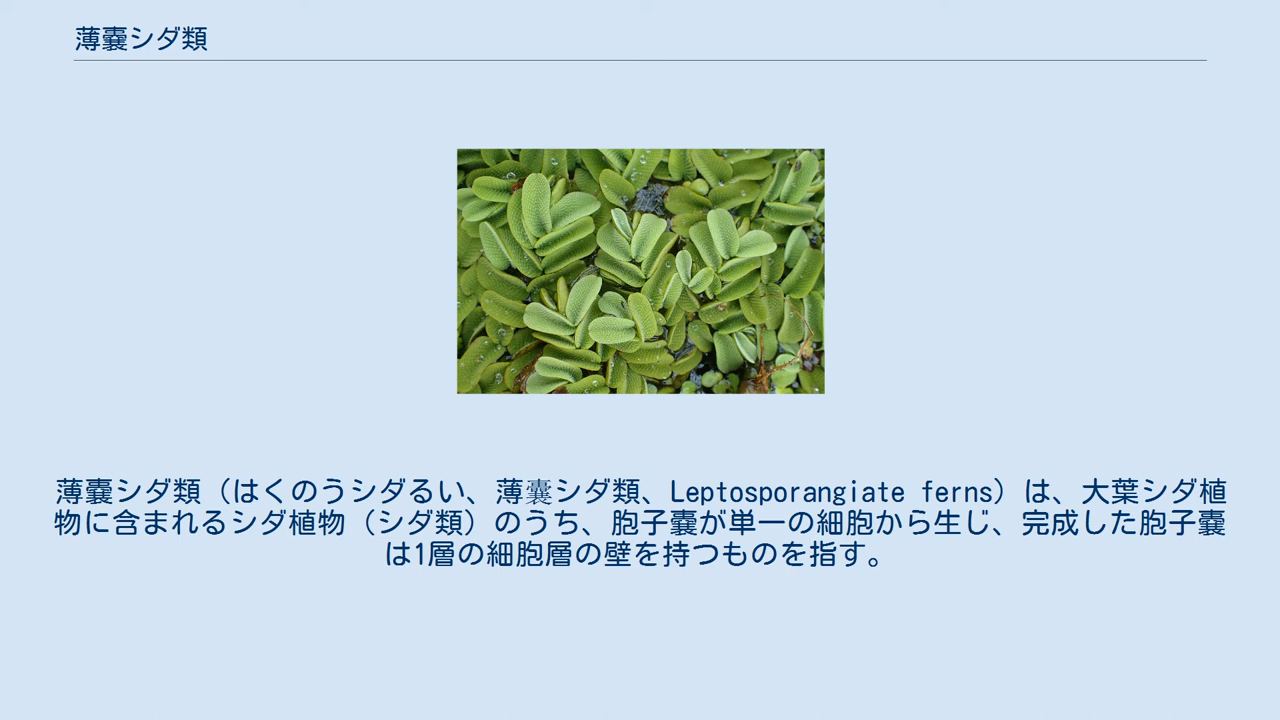 薄嚢シダ類
薄嚢シダ類（はくのうシダるい、薄囊シダ類、Leptosporangiate ferns）は、大葉シダ植
物に含まれるシダ植物（シダ類）のうち、胞子嚢が単一の細胞から生じ、完成した胞子嚢
は1層の細胞層の壁を持つものを指す。